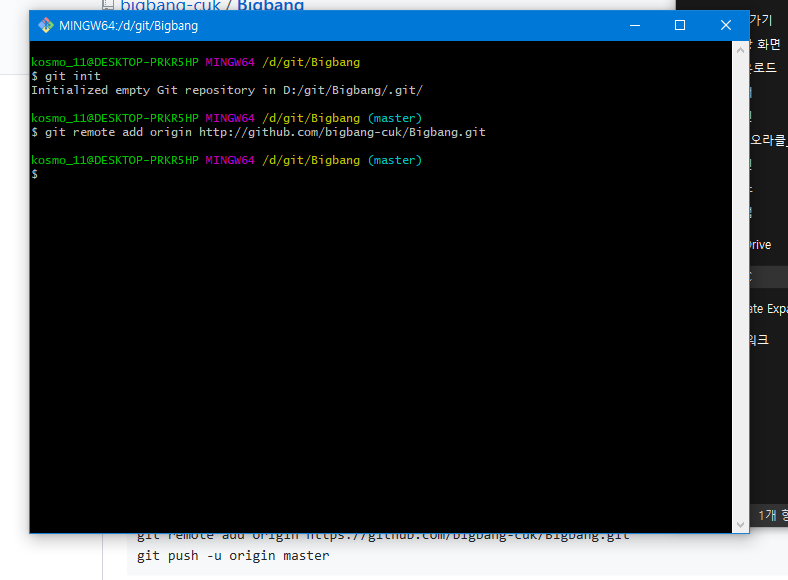 bigbang-cuk / Bigbang
MINGW64:/d/git/Bigbang
kosmo_11@DESKTOP-PRKR5HP MINGW64 /d/git/Bigbang
$ git init
Initialized empty Git repository in D:/git/Bigbang/.git/
kosmo_11@DESKTOP-PRKR5HP MINGW64 /d/git/Bigbang (master)
$ git remote add origin http://github.com/bigbang-cuk/Bigbang.git
kosmo_11@DESKTOP-PRKR5HP MINGW64 /d/git/Bigbang (master)
$
가기
화면
로드
오라클_
Drive
ate Expa
워크
1개 항
git remote add origin https://github.com/bigbang-cuk/Bigbang.git
git push -u origin master